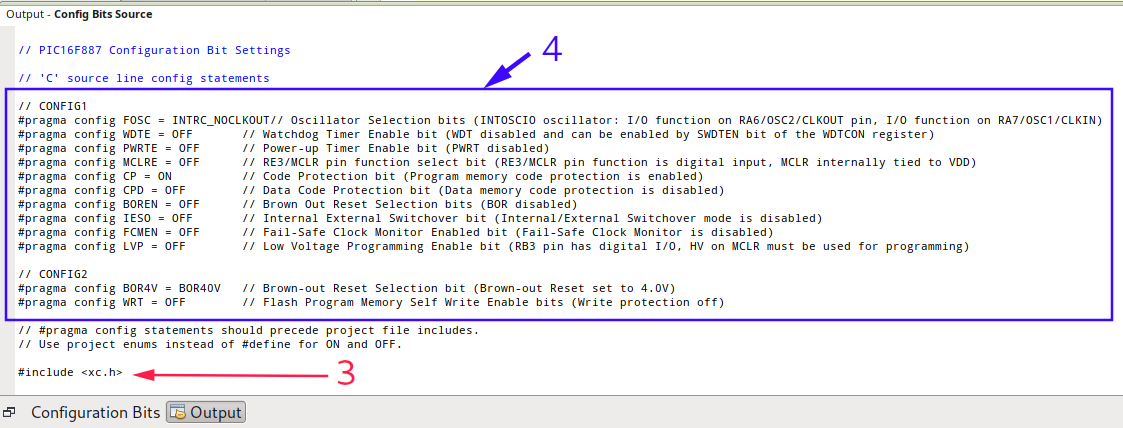 Output - Config Bits Source
// PIC16F887 Configuration Bit Settings
4
// 'C' source line config statements
// CONFIG1
#pragma config FOSC = INTRC_NOCLKOUT// Oscillator Selection bits (INTOSCIO oscillator: I/O function on RA6/OSC2/CLKOUT pin, I/O function on RA7/OSC1/CLKIN)
#pragma config WDTE = OFF       // Watchdog Timer Enable bit (WDT disabled and can be enabled by SWDTEN bit of the WDTCON register)
#pragma config PWRTE = OFF      // Power-up Timer Enable bit (PWRT disabled)
#pragma config MCLRE = OFF      // RE3/MCLR pin function select bit (RE3/MCLR pin function is digital input, MCLR internally tied to VDD)
#pragma config CP = ON          // Code Protection bit (Program memory code protection is enabled)
#pragma config CPD = OFF        // Data Code Protection bit (Data memory code protection is disabled)
#pragma config BOREN = OFF      // Brown Out Reset Selection bits (BOR disabled)
#pragma config IESO = OFF       // Internal External Switchover bit (Internal/External Switchover mode is disabled)
#pragma config FCMEN = OFF      // Fail-Safe Clock Monitor Enabled bit (Fail-Safe Clock Monitor is disabled)
#pragma config LVP = OFF        // Low Voltage Programming Enable bit (RB3 pin has digital I/O, HV on MCLR must be used for programming)
// CONFIG2
#pragma config BOR4V = BOR40V   // Brown-out Reset Selection bit (Brown-out Reset set to 4.0V)
#pragma config WRT = OFF        // Flash Program Memory Self Write Enable bits (Write protection off)
// #pragma config statements should precede project file includes.
// Use project enums instead of #define for ON and OFF.
#include <xc.h>
3
Configuration Bits Output